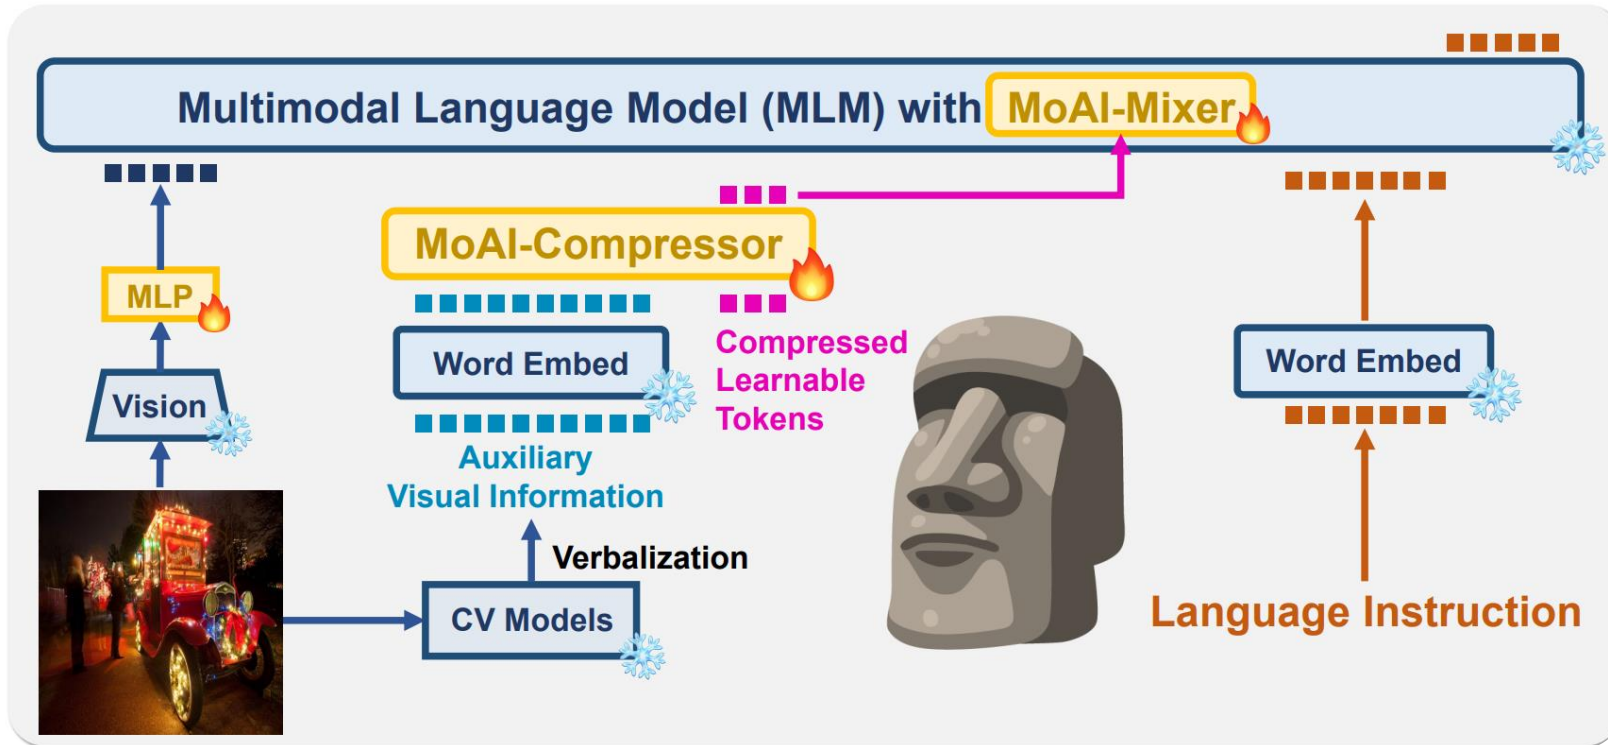 Multimodal Language Model (MLM) with MoAI-Mixer
MoAI-Compressor
MLP
Word Embed
Compressed
Learnable
Tokens
Word Embed
Vision
Auxiliary
Visual Information
Verbalization
CV Models
Language Instruction